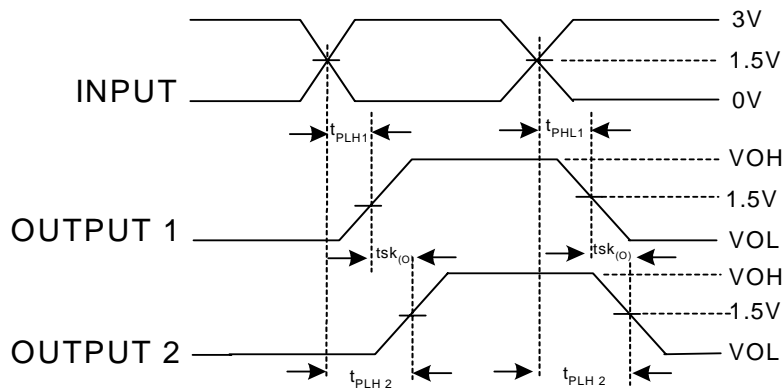 3V
1.5V
INPUT
0V
tPLH1
tPHL1
VOH
1.5V
OUTPUT 1
tsk(O)
tsk(O)
VOL
VOH
1.5V
OUTPUT 2
VOL
tPLH 2
tPLH 2